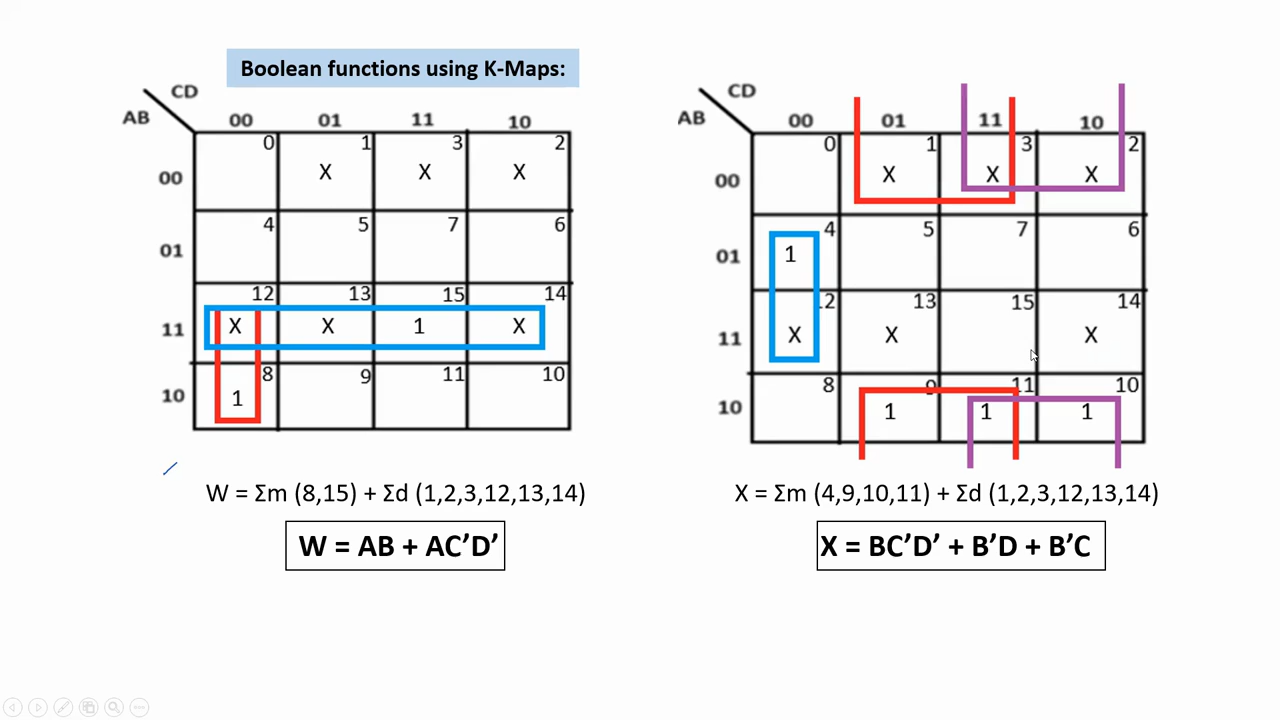 Boolean functions using K-Maps:
CD
AB
00 01 11 10
00 0 1 X 3 X 2 X
01 4 5 7 6
11 12 X 13 X 15 1 14 X
10 8 1 9 11 10
W = Σm (8,15) + Σd (1,2,3,12,13,14)
W = AB + AC’D’
CD
AB
00 01 11 10
00 0 1 X 3 X 2 X
01 4 1 5 7 6
11 12 X 13 X 15 14 X
10 8 9 1 11 1 10 1
X = Σm (4,9,10,11) + Σd (1,2,3,12,13,14)
X = BC’D’ + B’D + B’C